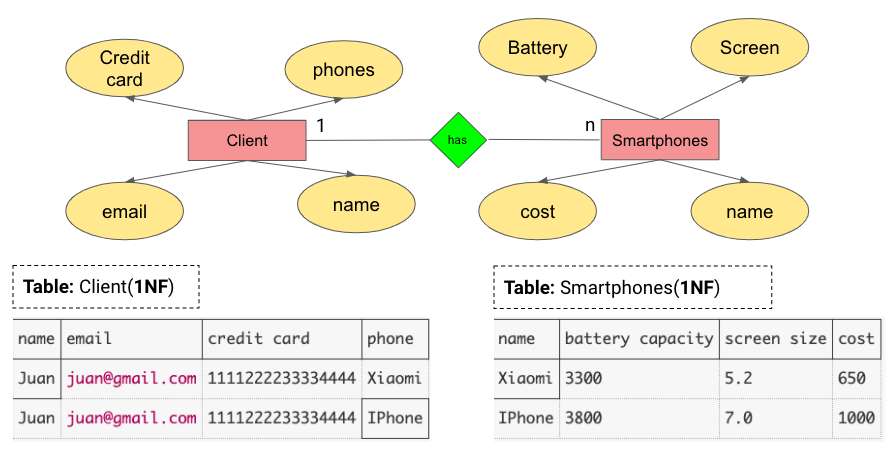 Credit
card
phones
Battery
Screen
Client
1
has
n
Smartphones
email
name
cost
name
Table: Client(1NF)
name email credit card phone
Juan juan@gmail.com 1111222233334444 Xiaomi
Juan juan@gmail.com 1111222233334444 IPhone
Table: Smartphones(1NF)
name battery capacity screen size cost
Xiaomi 3300 5.2 650
IPhone 3800 7.0 1000